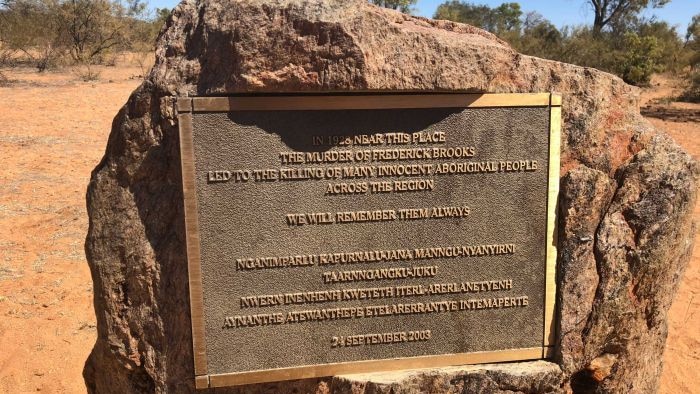 IN 1928 NEAR THIS PLACE
THE MURDER OF FREDERICK BROOKS
LED TO THE KILLING OF MANY INNOCENT ABORIGINAL PEOPLE
ACROSS THE REGION
WE WILL REMEMBER THEM ALWAYS
NGANIMPARLU KAPURNALU-JANA MANNGU-NYANYIRNI
TAARNNGANGKU-JUKU
NWERN INENHENH KWETETH ITERL-ARERLANETYENH
AYNANTHE ATEWANTHEPE ETELARERRANTYE INTEMAPERTE
24 SEPTEMBER 2003